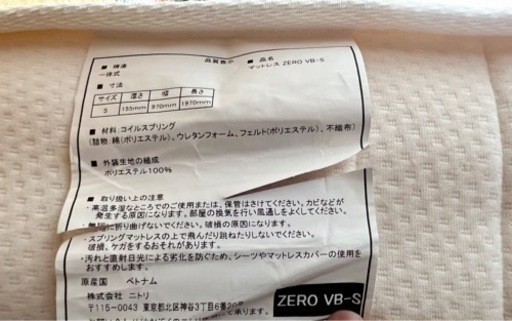 品質表示
■ 構造
一体式
■ 品名
マットレス ZERO VB-S
■ 寸法
サイズ 厚さ 幅 長さ
S 155mm 970mm 1970mm
■ 材料:コイルスプリング
(詰物:綿(ポリエステル)、ウレタンフォーム、フェルト(ポリエステル)、不織布)
■ 外装生地の組成
ポリエステル100%
■ 取り扱い上の注意
・高温多湿なところでのご使用または、保管はさけてください。カビなどが
発生する原因になります。部屋の換気を行い風通しをよくしてください。
無理に折り曲げないでください。破損の原因になります。
・スプリングマットレスの上で飛んだり跳ねたりしないでください。
破損、ケガをするおそれがあります。
・汚れと直射日光による劣化を防ぐため、シーツやマットレスカバーの使用を
おすすめします。
原産国 ベトナム
株式会社 ニトリ
〒115-0043 東京都北区神谷3丁目6番20号
ZERO VB-S